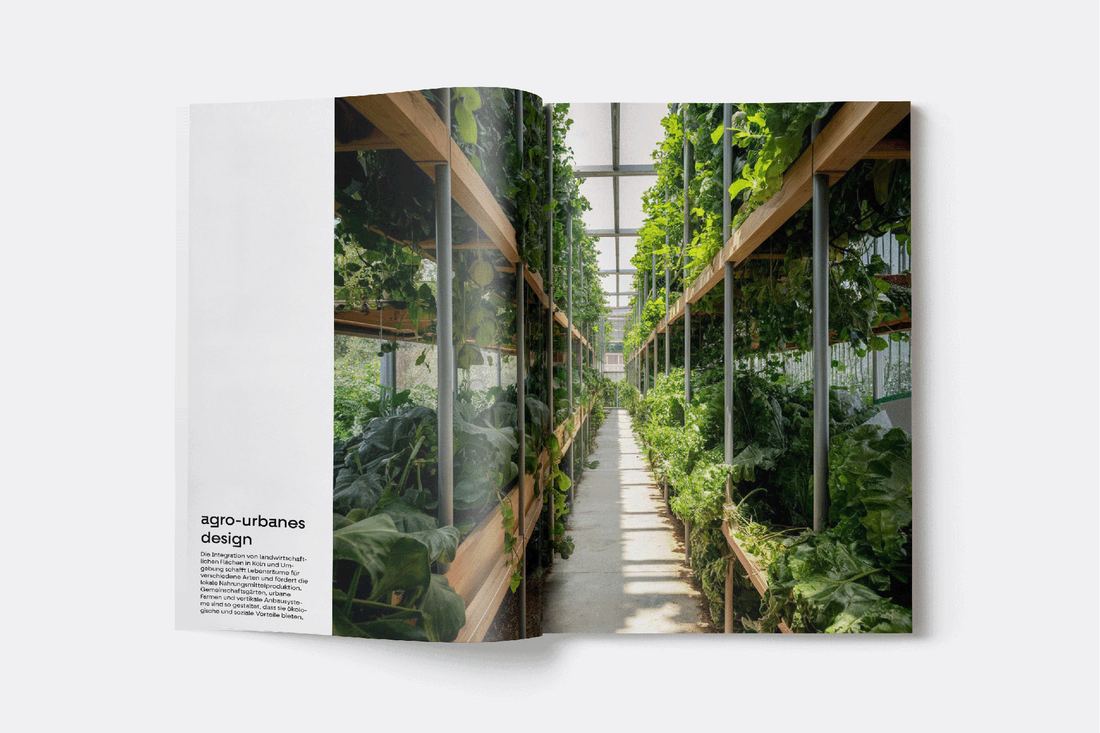 agro-urbanes
design
Die Integration von landwirtschaft-
lichen Flächen in Köln und Um-
gebung schafft Lebensräume für
verschiedene Arten und fördert die
lokale Nahrungsmittelproduktion.
Gemeinschaftsgärten, urbane
Farmen und vertikale Anbausyste-
me sind so gestaltet, dass sie ökolo-
gische und soziale Vorteile bieten.